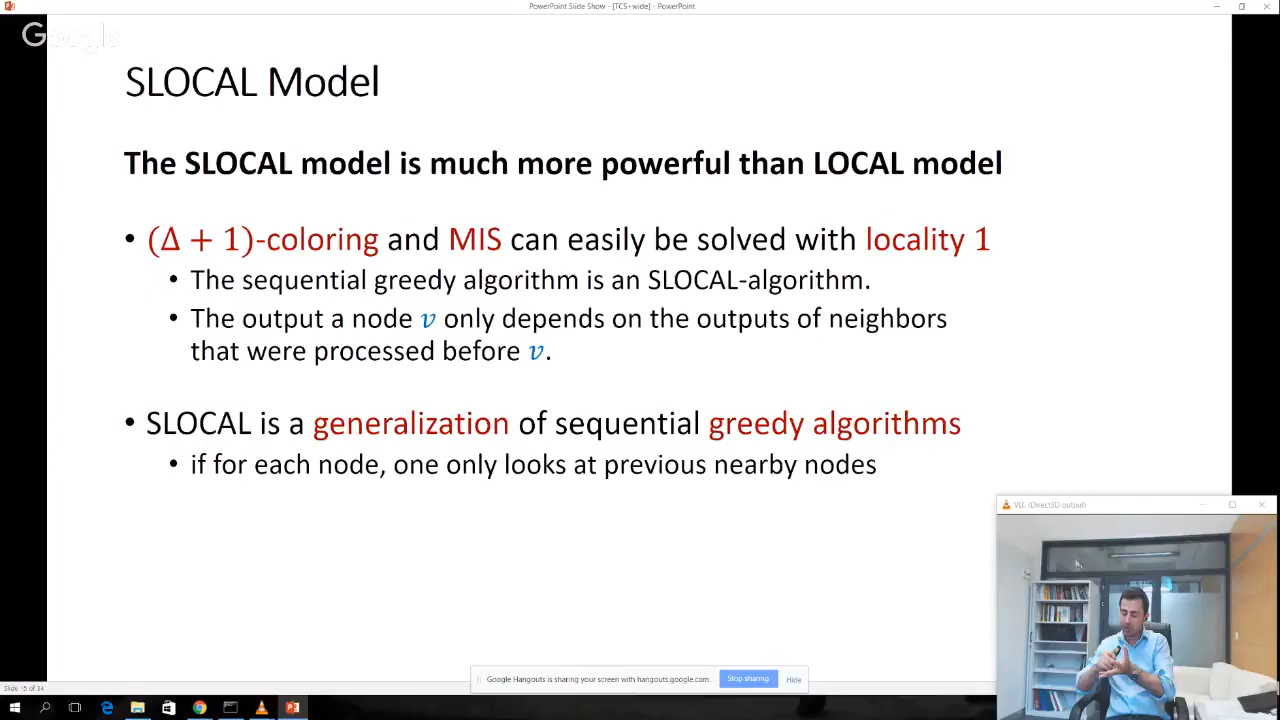 PowerPoint Slide Show - [TCS+wide] - PowerPoint
Google
SLOCAL Model
The SLOCAL model is much more powerful than LOCAL model
• (Δ + 1)-coloring and MIS can easily be solved with locality 1
• The sequential greedy algorithm is an SLOCAL-algorithm.
• The output a node v only depends on the outputs of neighbors
that were processed before v.
• SLOCAL is a generalization of sequential greedy algorithms
• if for each node, one only looks at previous nearby nodes
VLC (Direct3D output)
Google Hangouts is sharing your screen with hangouts.google.com.
Stop sharing
Hide
Slide 15 of 34